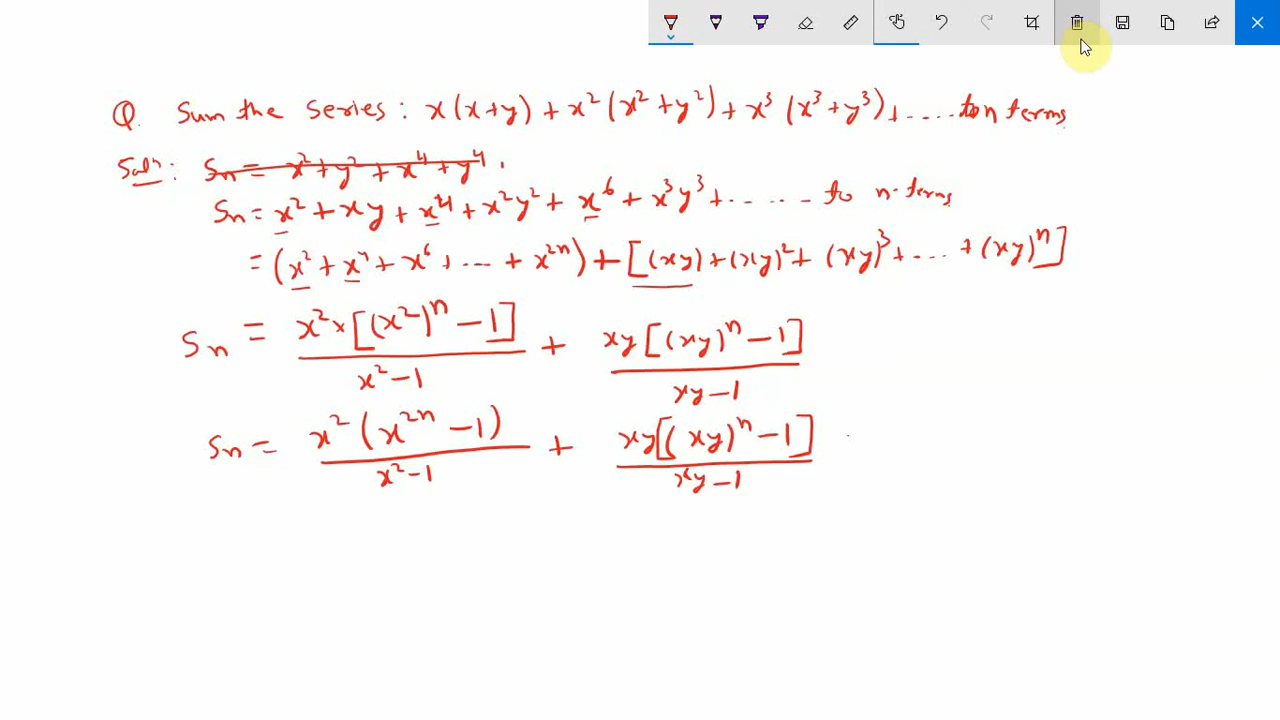 Q. Sum the series : x(x+y) + x²(x²+y²) + x³(x³+y³) + .... to n terms
Solⁿ : Sn = x²+y²+x⁴+y⁴.
Sn = x² + xy + x⁴ + x²y² + x⁶ + x³y³ + ...... to n-terms
= (x² + x⁴ + x⁶ + ... + x²ⁿ) + [(xy) + (xy)² + (xy)³ + ... + (xy)ⁿ]
Sn = x² × [(x²)ⁿ − 1] / x² − 1 + xy[(xy)ⁿ − 1] / xy − 1
Sn = x² (x²ⁿ − 1) / x² − 1 + xy[(xy)ⁿ − 1] / xy − 1